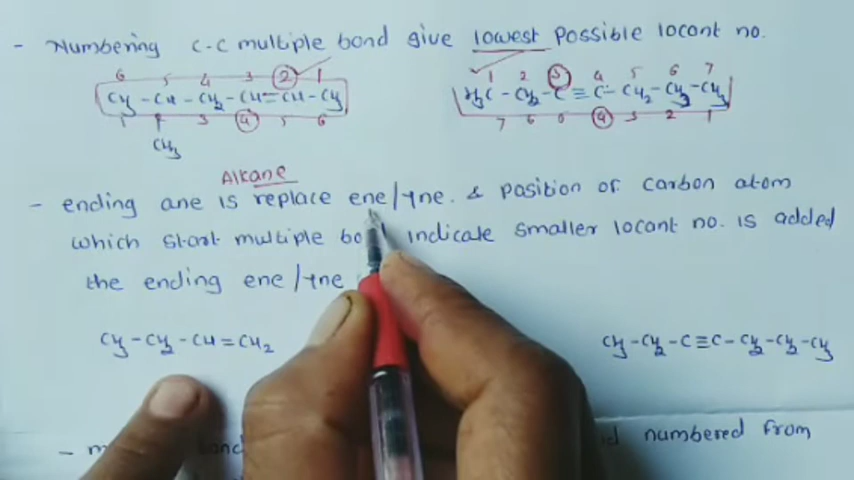 - Numbering C-C multiple bond give lowest possible locant no.
6 5 4 3 2 1
CH3 - CH - CH2 - CH = CH - CH3
1 3 4 5 6
CH3
1 2 3 4 5 6 7
H3C - CH2 - C ≡ C - CH2 - CH2 - CH3
7 6 5 4 3 2 1
Alkane
- ending ane is replace ene/yne. & position of carbon atom
which start multiple indicate smaller locant no. is added
the ending ene/yne
CH3 - CH2 - CH = CH2
CH3 - CH2 - C ≡ C - CH2 - CH2 - CH3
- numbered from